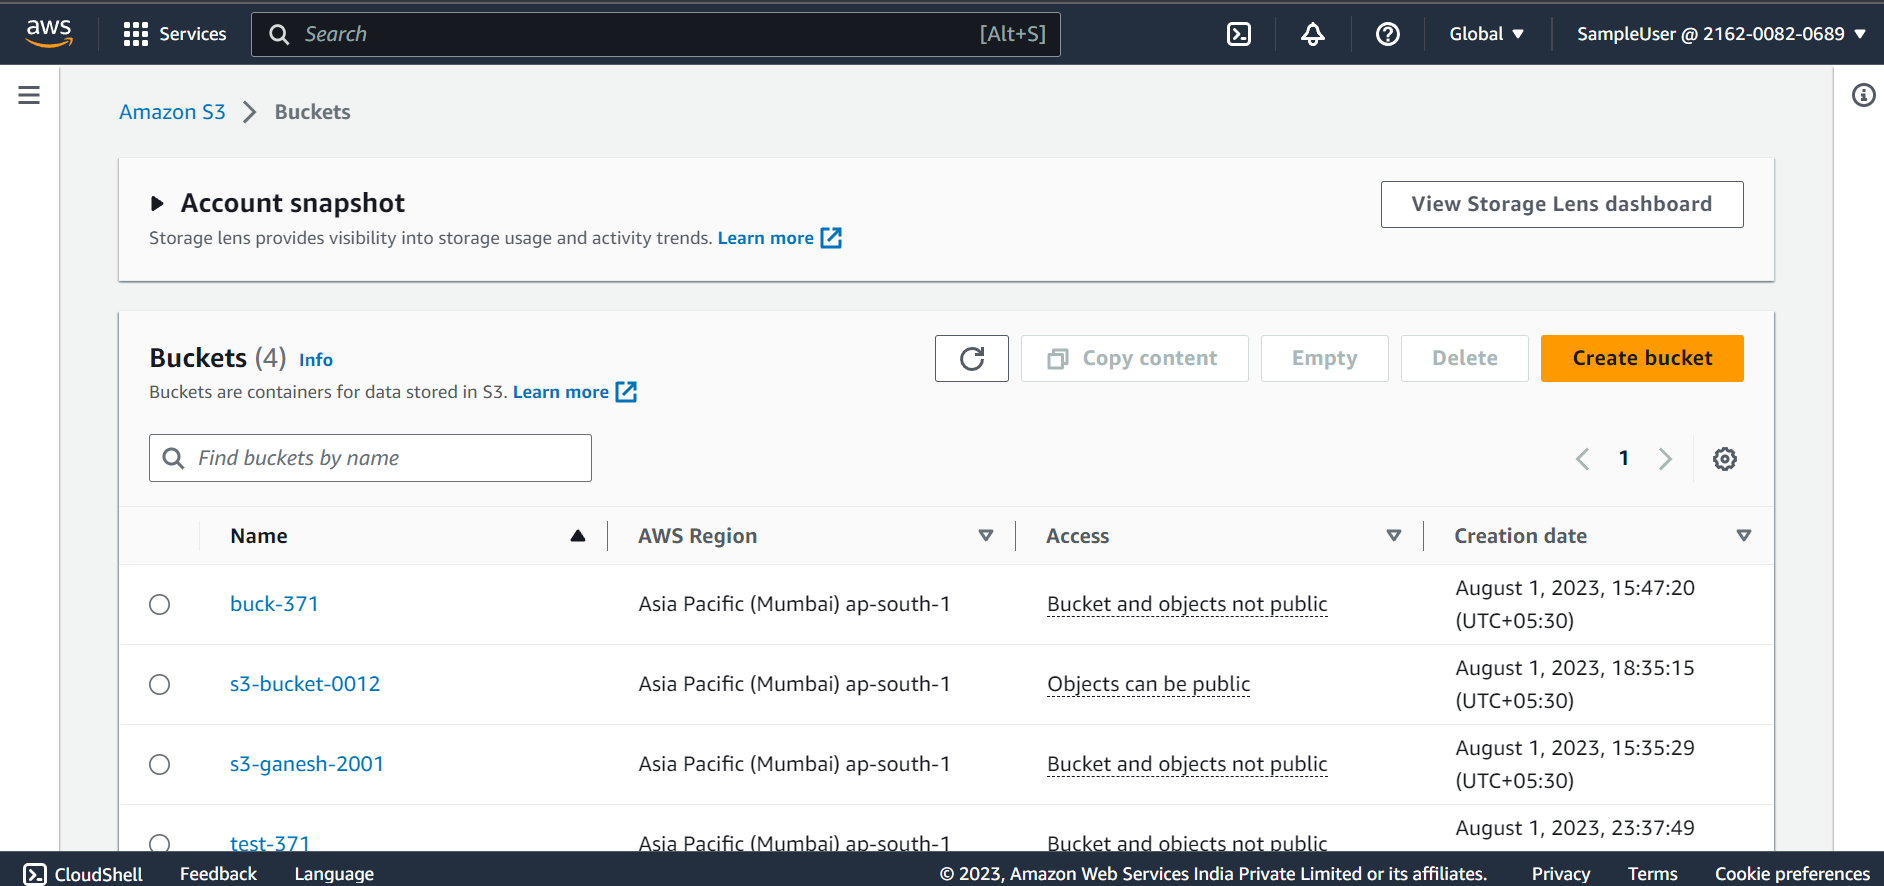 aws Services Search [Alt+S] Global SampleUser @ 2162-0082-0689
Amazon S3 Buckets
Account snapshot
View Storage Lens dashboard
Storage lens provides visibility into storage usage and activity trends. Learn more
Buckets (4) Info
Copy content Empty Delete Create bucket
Buckets are containers for data stored in S3. Learn more
Find buckets by name
1
Name AWS Region Access Creation date
buck-371 Asia Pacific (Mumbai) ap-south-1 Bucket and objects not public August 1, 2023, 15:47:20
(UTC+05:30)
s3-bucket-0012 Asia Pacific (Mumbai) ap-south-1 Objects can be public August 1, 2023, 18:35:15
(UTC+05:30)
s3-ganesh-2001 Asia Pacific (Mumbai) ap-south-1 Bucket and objects not public August 1, 2023, 15:35:29
(UTC+05:30)
test-371 Asia Pacific (Mumbai) ap-south-1 Bucket and objects not public August 1, 2023, 23:37:49
CloudShell Feedback Language © 2023, Amazon Web Services India Private Limited or its affiliates. Privacy Terms Cookie preferences